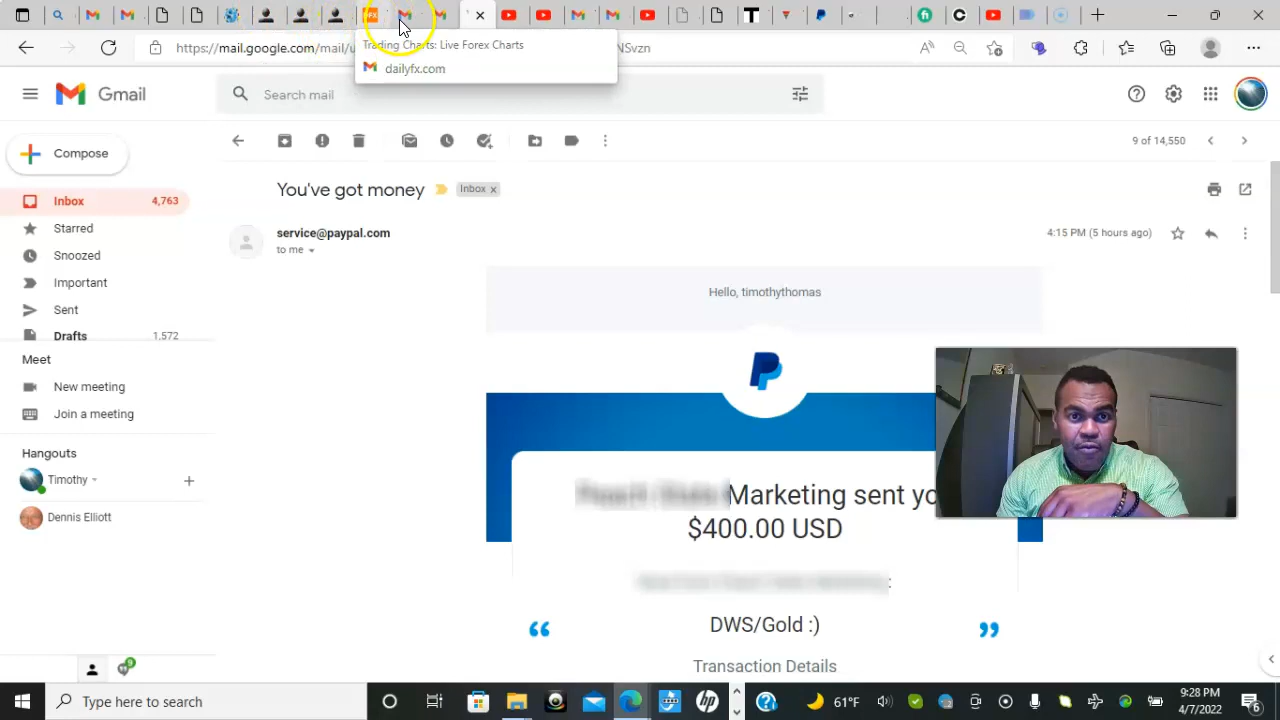 https://mail.google.com/mail/u
NSvzn
Trading Charts: Live Forex Charts
dailyfx.com
Gmail
Search mail
Compose
9 of 14,550
Inbox 4,763
Starred
Snoozed
Important
Sent
Drafts 1,572
Meet
New meeting
Join a meeting
Hangouts
Timothy
Dennis Elliott
You've got money
Inbox x
service@paypal.com
to me
4:15 PM (5 hours ago)
Hello, timothythomas
Marketing sent yo
$400.00 USD
:
“ DWS/Gold :) ”
Transaction Details
Type here to search
61°F
9:28 PM
4/7/2022